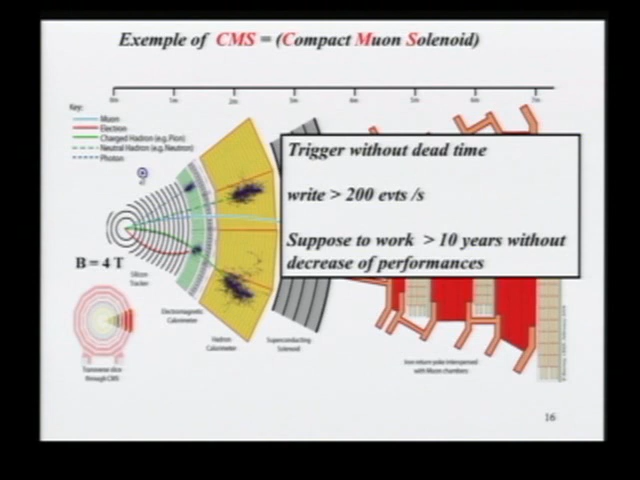 Exemple of CMS = (Compact Muon Solenoid)
0m 1m 2m 3m 4m 5m 6m 7m
Key:
Muon
Electron
Charged Hadron (e.g. Pion)
Neutral Hadron (e.g. Neutron)
Photon
Trigger without dead time
write > 200 evts /s
Suppose to work > 10 years without
decrease of performances
B = 4 T
Silicon
Tracker
Electromagnetic
Calorimeter
Hadron
Calorimeter
Superconducting
Solenoid
Iron return yoke interspersed
with Muon chambers
Transverse slice
through CMS
16